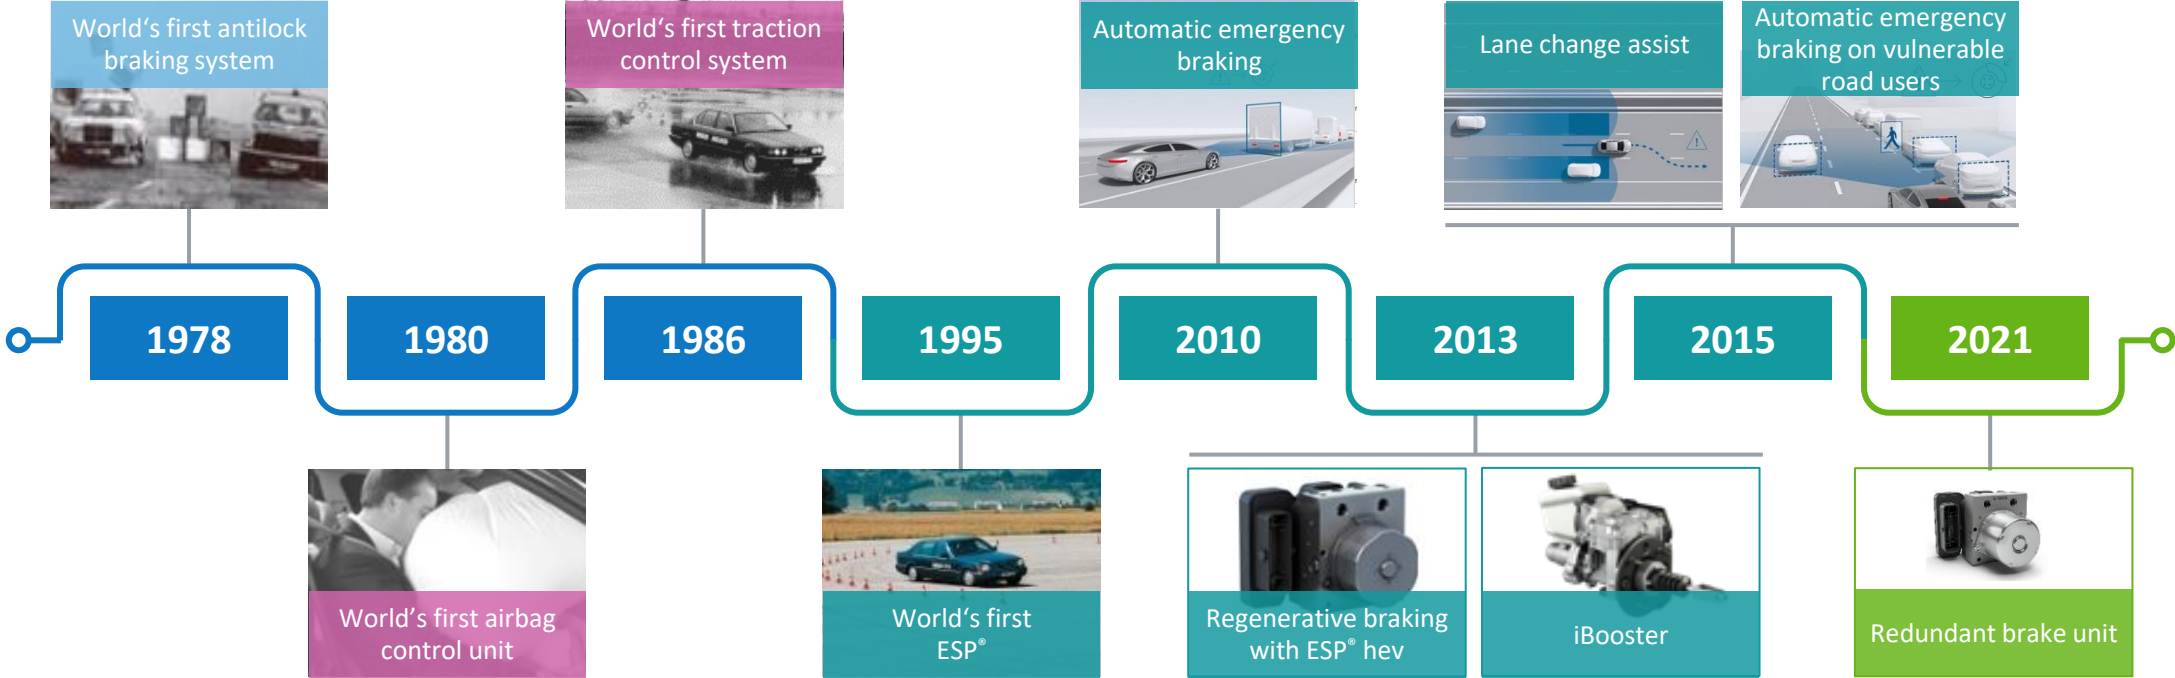 World's first antilock
braking system
World's first traction
control system
Automatic emergency
braking
Lane change assist
Automatic emergency
braking on vulnerable
road users
1978
1980
1986
1995
2010
2013
2015
2021
World's first airbag
control unit
World's first
ESP®
Regenerative braking
with ESP® hev
iBooster
Redundant brake unit